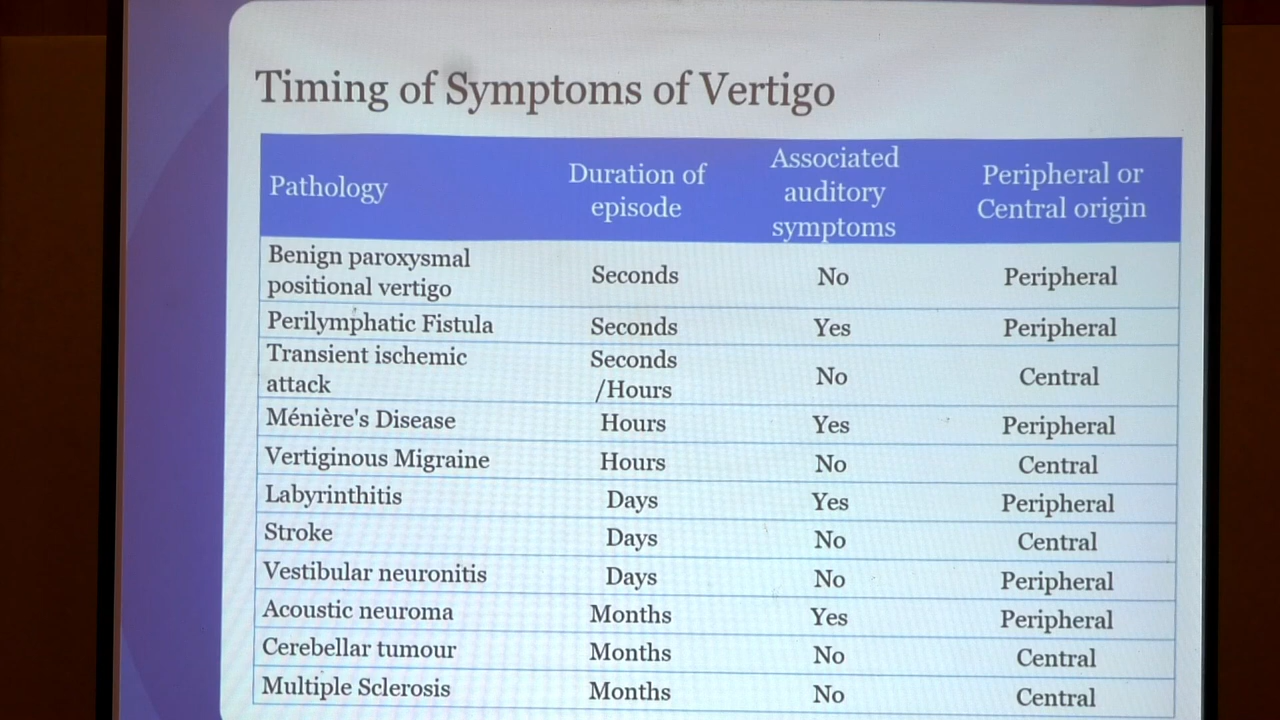 Timing of Symptoms of Vertigo
Pathology
Duration of
episode
Associated
auditory
symptoms
Peripheral or
Central origin
Benign paroxysmal
positional vertigo
Seconds
No
Peripheral
Perilymphatic Fistula
Seconds
Yes
Peripheral
Transient ischemic
attack
Seconds
/Hours
No
Central
Ménière's Disease
Hours
Yes
Peripheral
Vertiginous Migraine
Hours
No
Central
Labyrinthitis
Days
Yes
Peripheral
Stroke
Days
No
Central
Vestibular neuronitis
Days
No
Peripheral
Acoustic neuroma
Months
Yes
Peripheral
Cerebellar tumour
Months
No
Central
Multiple Sclerosis
Months
No
Central